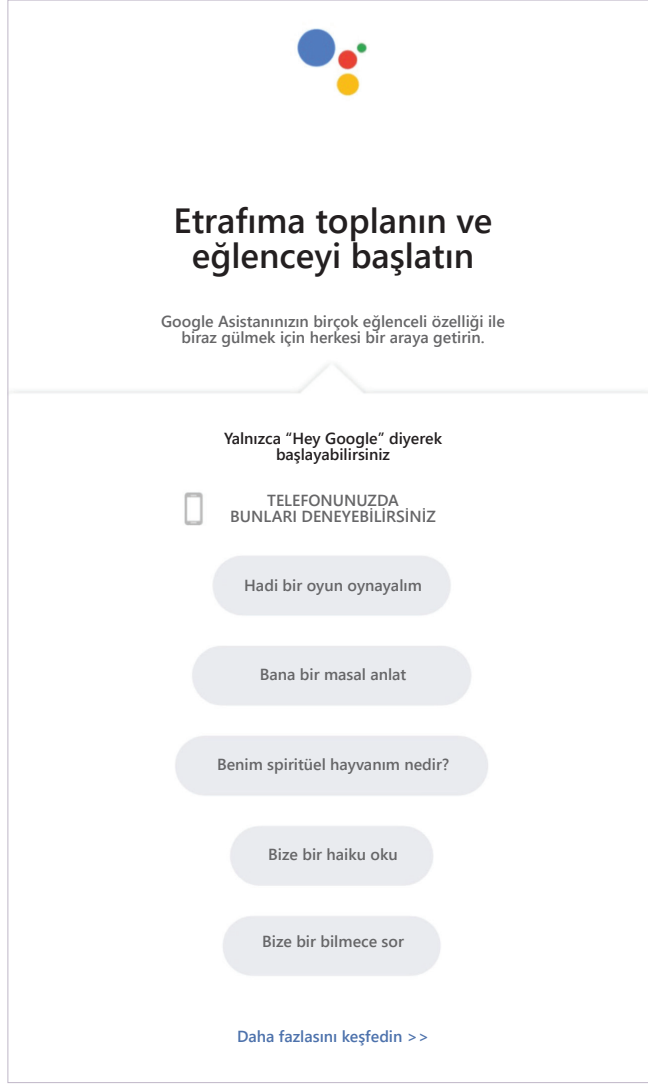 Etrafıma toplanın ve
eğlenceyi başlatın
Google Asistanınızın birçok eğlenceli özelliği ile
biraz gülmek için herkesi bir araya getirin.
Yalnızca “Hey Google” diyerek
başlayabilirsiniz
TELEFONUNUZDA
BUNLARI DENEYEBİLİRSİNİZ
Hadi bir oyun oynayalım
Bana bir masal anlat
Benim spiritüel hayvanım nedir?
Bize bir haiku oku
Bize bir bilmece sor
Daha fazlasını keşfedin >>